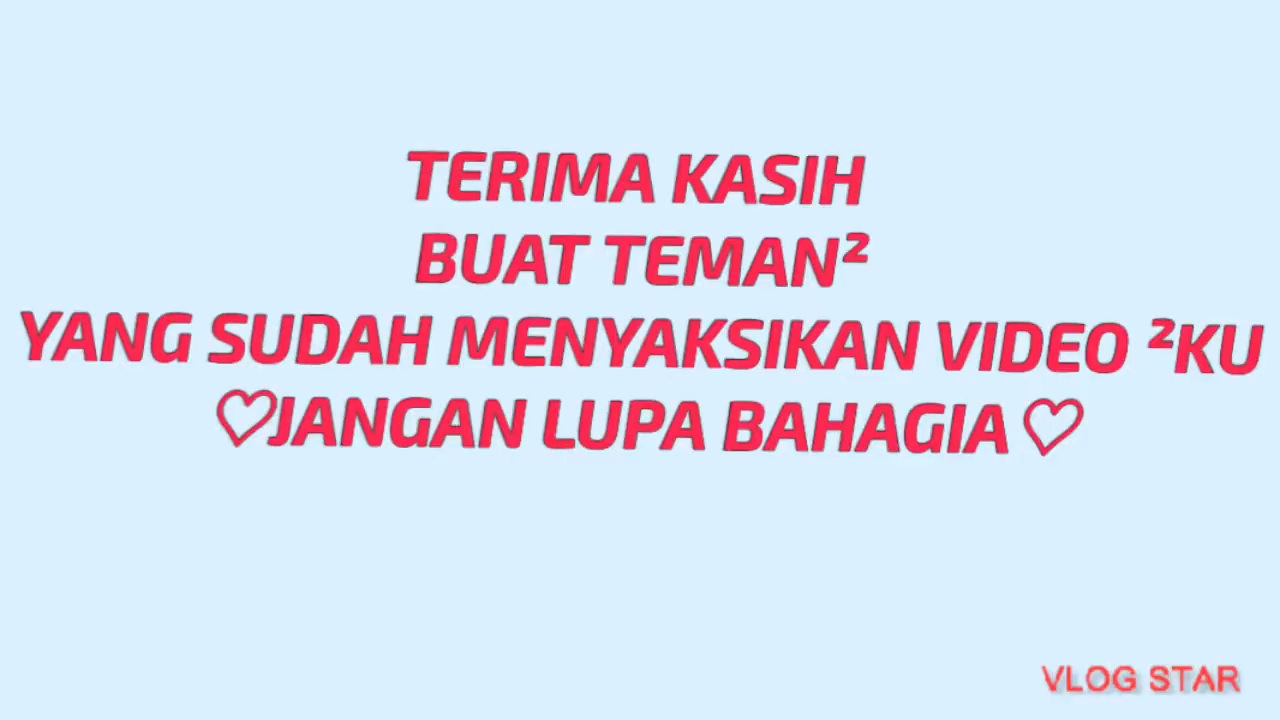 TERIMA KASIH
BUAT TEMAN²
YANG SUDAH MENYAKSIKAN VIDEO ²KU
♡JANGAN LUPA BAHAGIA♡
VLOG STAR